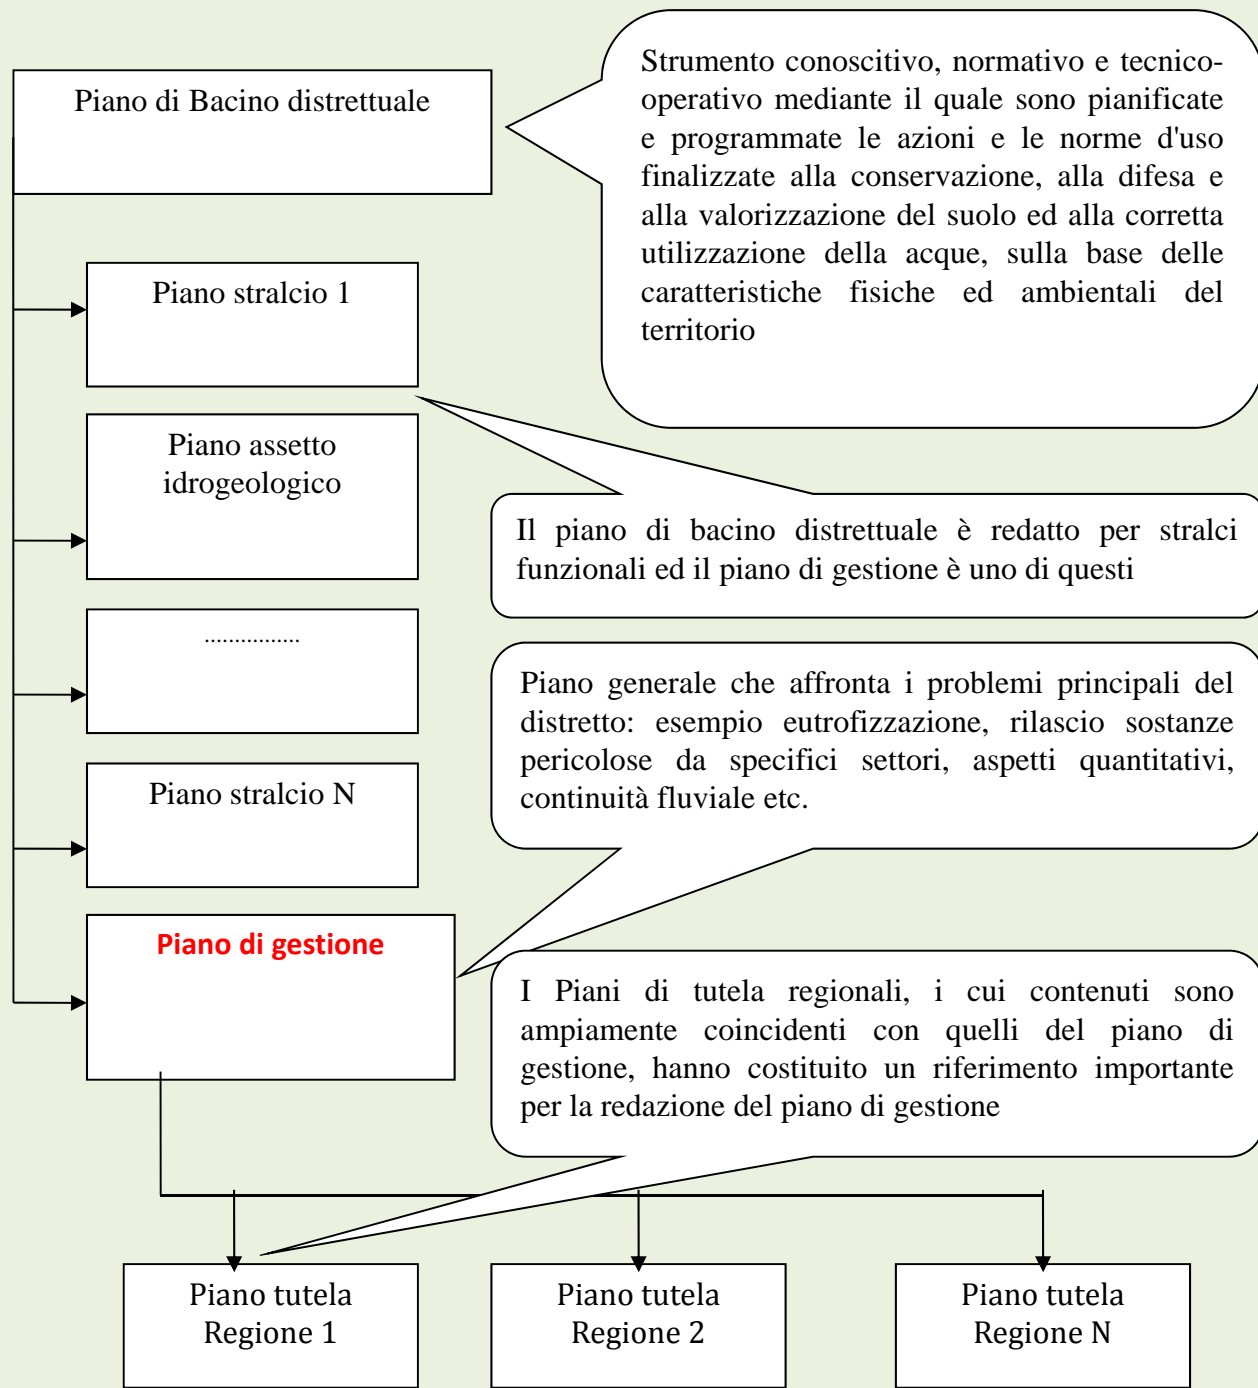 Piano di Bacino distrettuale
Strumento conoscitivo, normativo e tecnico-
operativo mediante il quale sono pianificate
e programmate le azioni e le norme d'uso
finalizzate alla conservazione, alla difesa e
alla valorizzazione del suolo ed alla corretta
utilizzazione della acque, sulla base delle
caratteristiche fisiche ed ambientali del
territorio
Piano stralcio 1
Piano assetto
idrogeologico
Il piano di bacino distrettuale è redatto per stralci
funzionali ed il piano di gestione è uno di questi
................
Piano generale che affronta i problemi principali del
distretto: esempio eutrofizzazione, rilascio sostanze
pericolose da specifici settori, aspetti quantitativi,
continuità fluviale etc.
Piano stralcio N
Piano di gestione
I Piani di tutela regionali, i cui contenuti sono
ampiamente coincidenti con quelli del piano di
gestione, hanno costituito un riferimento importante
per la redazione del piano di gestione
Piano tutela
Regione 1
Piano tutela
Regione 2
Piano tutela
Regione N